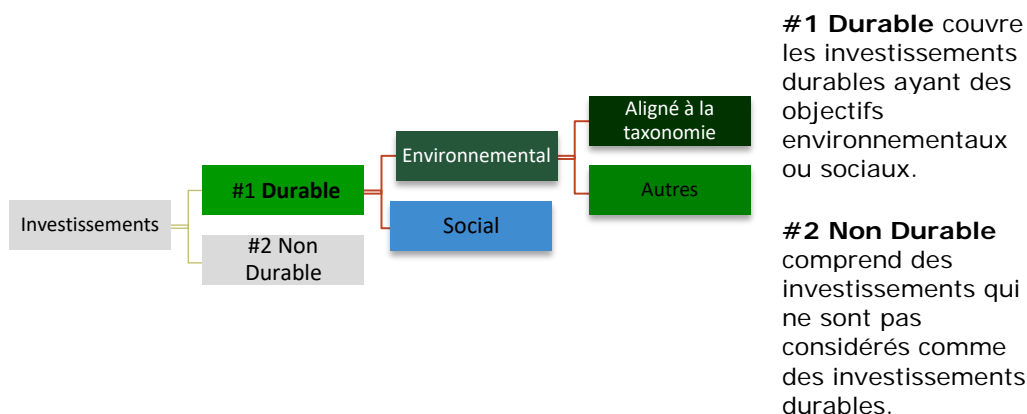 Investissements
#1 Durable
#2 Non
Durable
Environnemental
Social
Aligné à la
taxonomie
Autres
#1 Durable couvre
les investissements
durables ayant des
objectifs
environnementaux
ou sociaux.
#2 Non Durable
comprend des
investissements qui
ne sont pas
considérés comme
des investissements
durables.